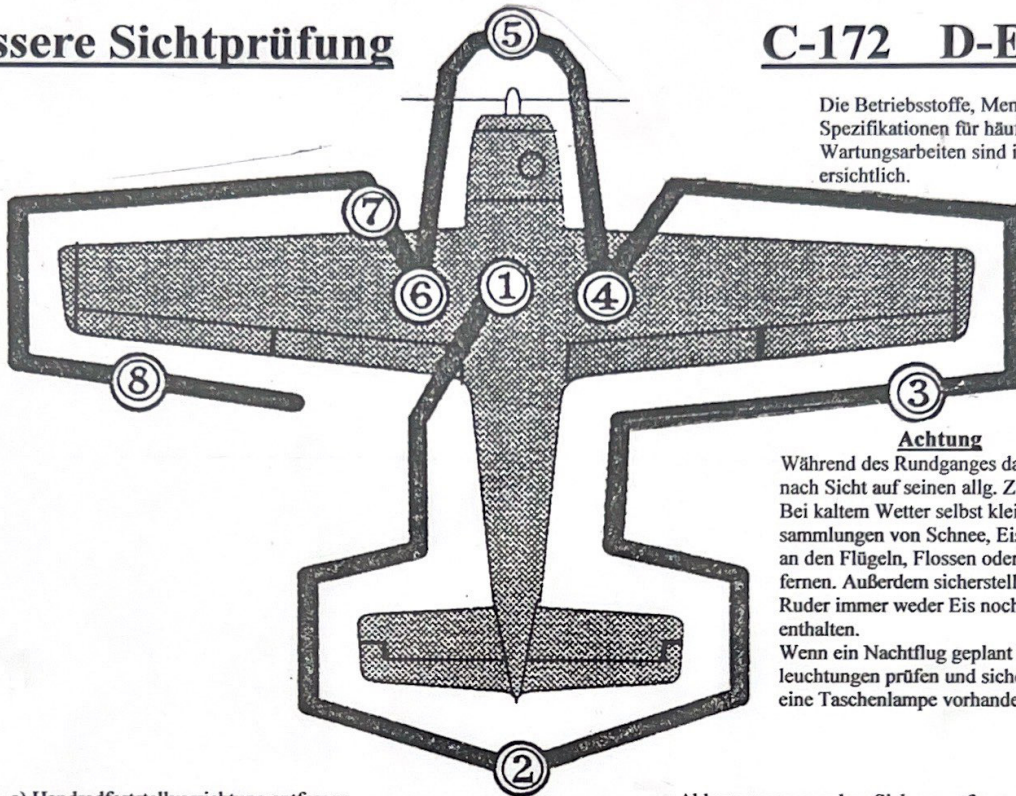 ssere Sichtprüfung
C-172 D-E
Die Betriebsstoffe, Men
Spezifikationen für häuf
Wartungsarbeiten sind i
ersichtlich.
5
7
6
1
4
8
3
Achtung
Während des Rundganges da
nach Sicht auf seinen allg. Z
Bei kaltem Wetter selbst klei
sammlungen von Schnee, Eis
an den Flügeln, Flossen oder
fernen. Außerdem sicherstell
Ruder immer weder Eis noch
enthalten.
Wenn ein Nachtflug geplant
leuchtungen prüfen und siche
eine Taschenlampe vorhande
2